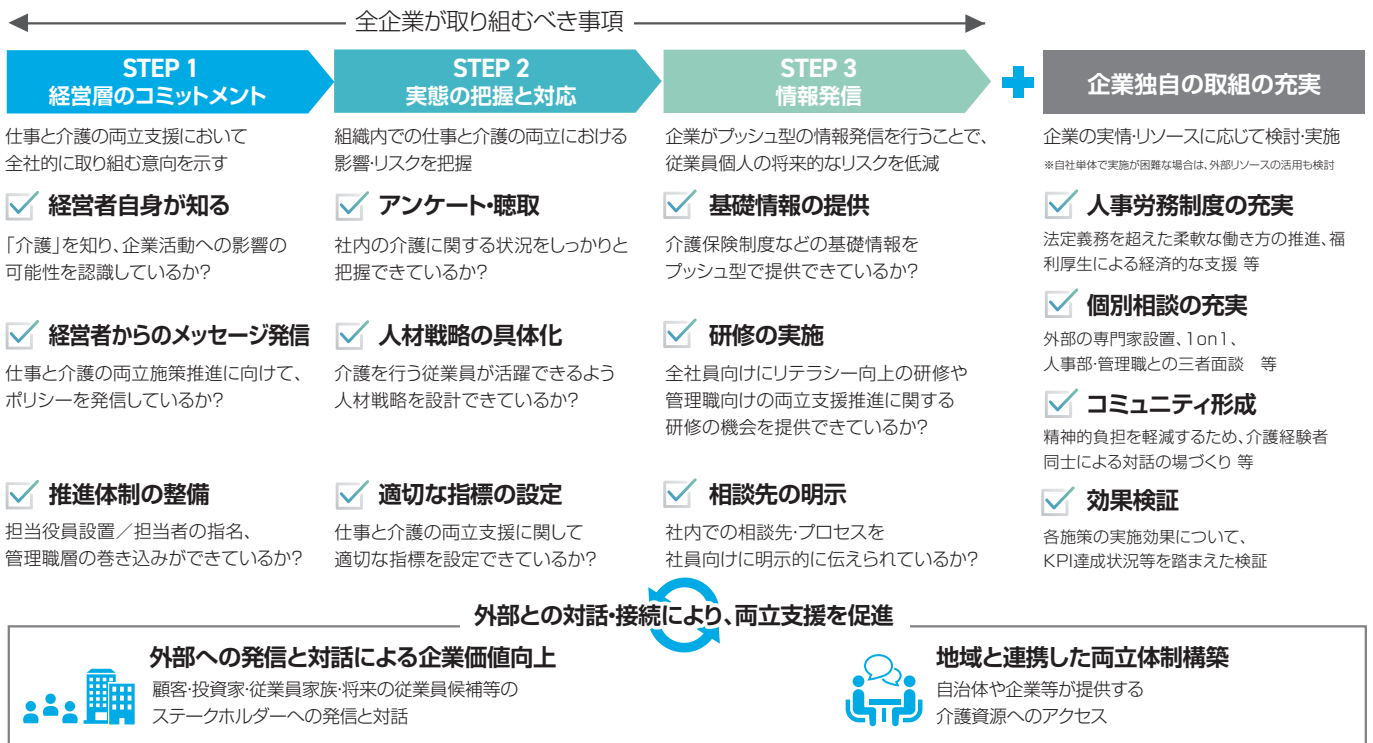 全企業が取り組むべき事項
STEP 1
経営層のコミットメント
仕事と介護の両立支援において
全社的に取り組む意向を示す
経営者自身が知る
「介護」を知り、企業活動への影響の
可能性を認識しているか?
経営者からのメッセージ発信
仕事と介護の両立施策推進に向けて、
ポリシーを発信しているか?
推進体制の整備
担当役員設置／担当者の指名、
管理職層の巻き込みができているか?
STEP 2
実態の把握と対応
組織内での仕事と介護の両立における
影響・リスクを把握
アンケート・聴取
社内の介護に関する状況をしっかりと
把握できているか?
人材戦略の具体化
介護を行う従業員が活躍できるよう
人材戦略を設計できているか?
適切な指標の設定
仕事と介護の両立支援に関して
適切な指標を設定できているか?
STEP 3
情報発信
企業がプッシュ型の情報発信を行うことで、
従業員個人の将来的なリスクを低減
基礎情報の提供
介護保険制度などの基礎情報を
プッシュ型で提供できているか?
研修の実施
全社員向けにリテラシー向上の研修や
管理職向けの両立支援推進に関する
研修の機会を提供できているか?
相談先の明示
社内での相談先・プロセスを
社員向けに明示的に伝えられているか?
企業独自の取組の充実
企業の実情・リソースに応じて検討・実施
※自社単体で実施が困難な場合は、外部リソースの活用も検討
人事労務制度の充実
法定義務を超えた柔軟な働き方の推進、福
利厚生による経済的な支援 等
個別相談の充実
外部の専門家設置、1on1、
人事部・管理職との三者面談 等
コミュニティ形成
精神的負担を軽減するため、介護経験者
同士による対話の場づくり 等
効果検証
各施策の実施効果について、
KPI達成状況等を踏まえた検証
外部との対話・接続により、両立支援を促進
外部への発信と対話による企業価値向上
顧客・投資家・従業員家族・将来の従業員候補等の
ステークホルダーへの発信と対話
地域と連携した両立体制構築
自治体や企業等が提供する
介護資源へのアクセス